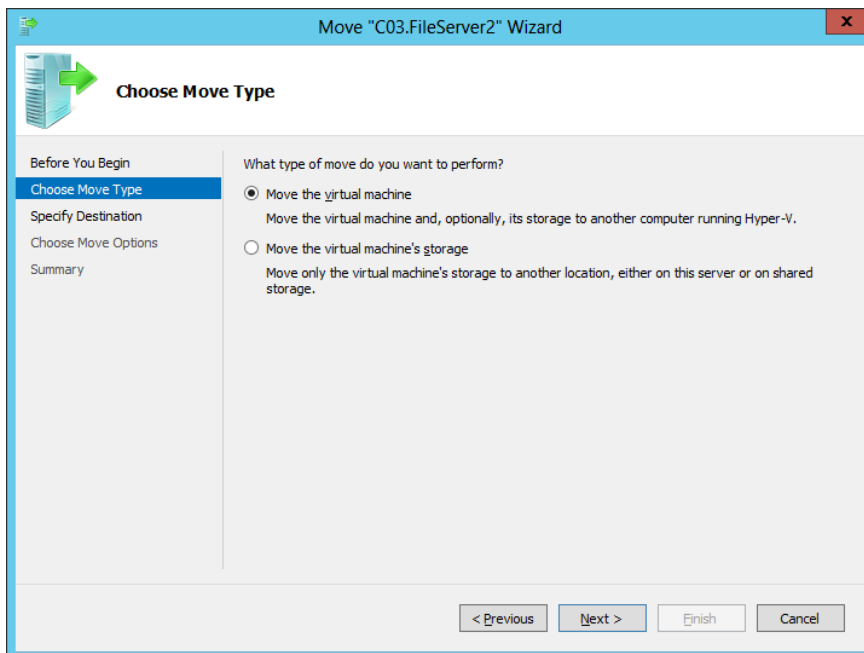 Move "C03.FileServer2" Wizard
x
Choose Move Type
Before You Begin
Choose Move Type
Specify Destination
Choose Move Options
Summary
What type of move do you want to perform?
Move the virtual machine
Move the virtual machine and, optionally, its storage to another computer running Hyper-V.
Move the virtual machine's storage
Move only the virtual machine's storage to another location, either on this server or on shared
storage.
< Previous
Next >
Finish
Cancel